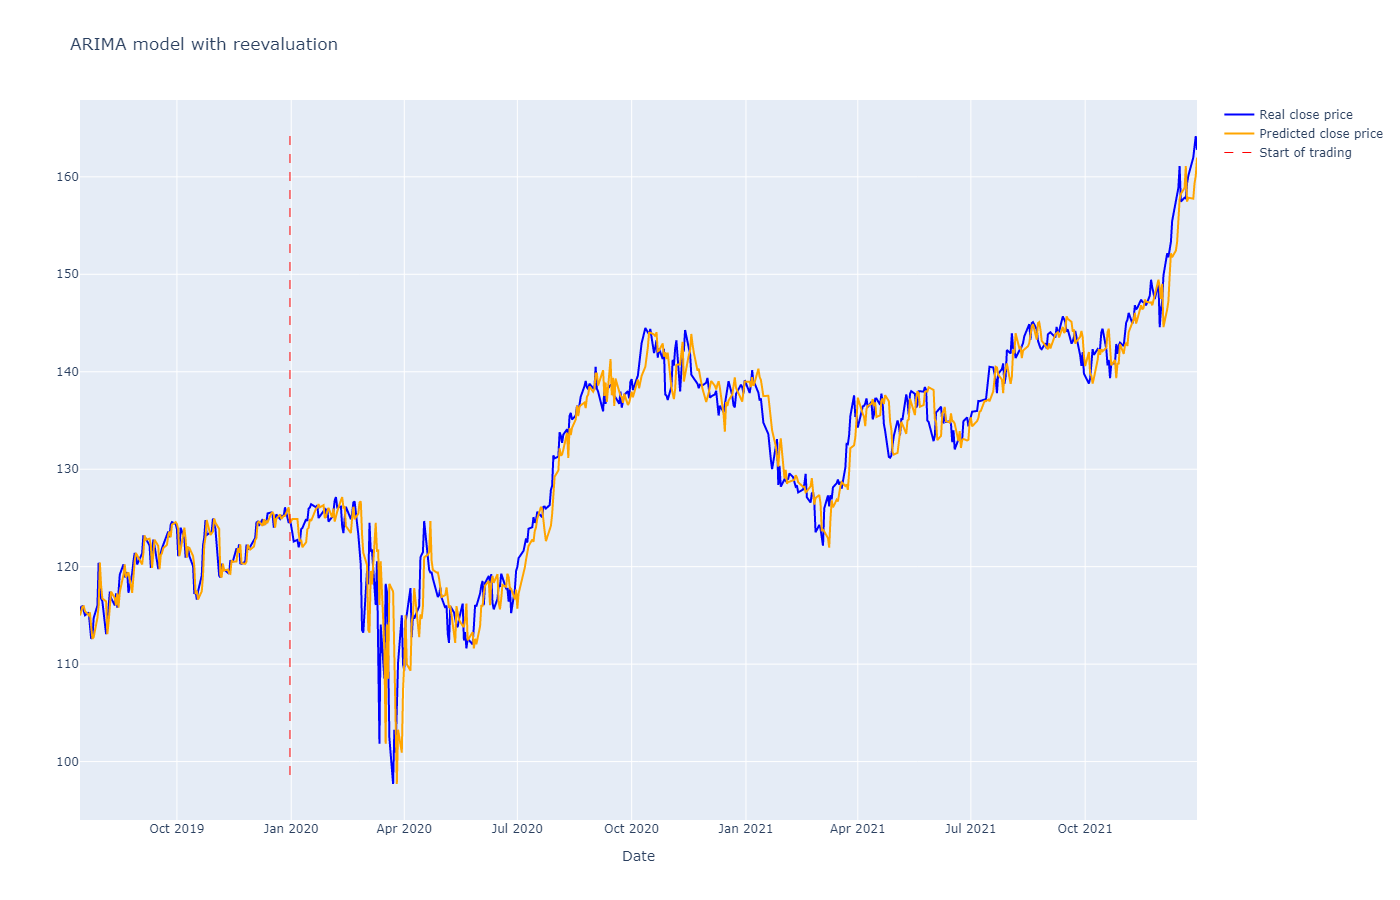 ARIMA model with reevaluation
Real close price
Predicted close price
Start of trading
160
150
140
130
120
110
100
Oct 2019 Jan 2020 Apr 2020 Jul 2020 Oct 2020 Jan 2021 Apr 2021 Jul 2021 Oct 2021
Date